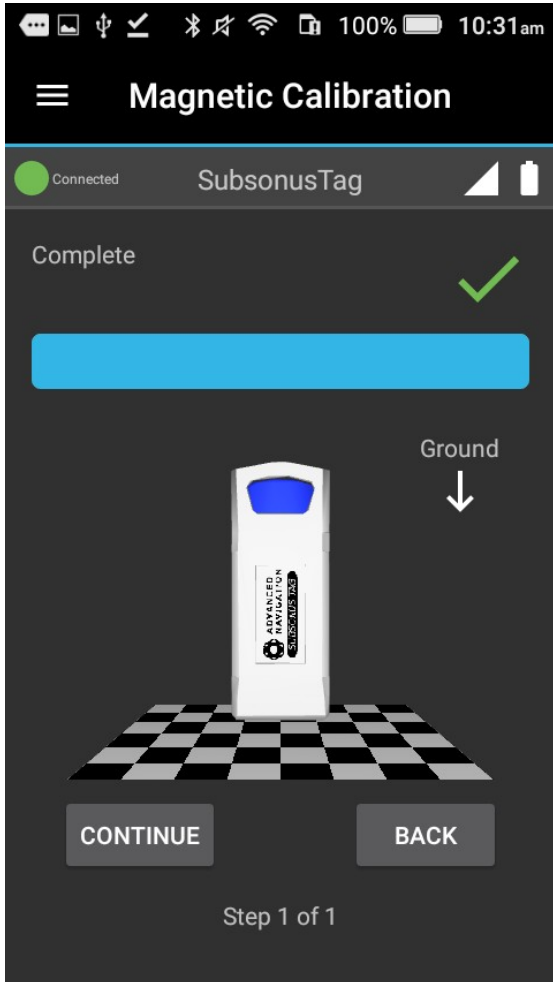 100% 10:31am
Magnetic Calibration
Connected SubsonusTag
Complete
Ground
ADVANCED
NAVIGATION
SUBSONUS TAG
CONTINUE BACK
Step 1 of 1